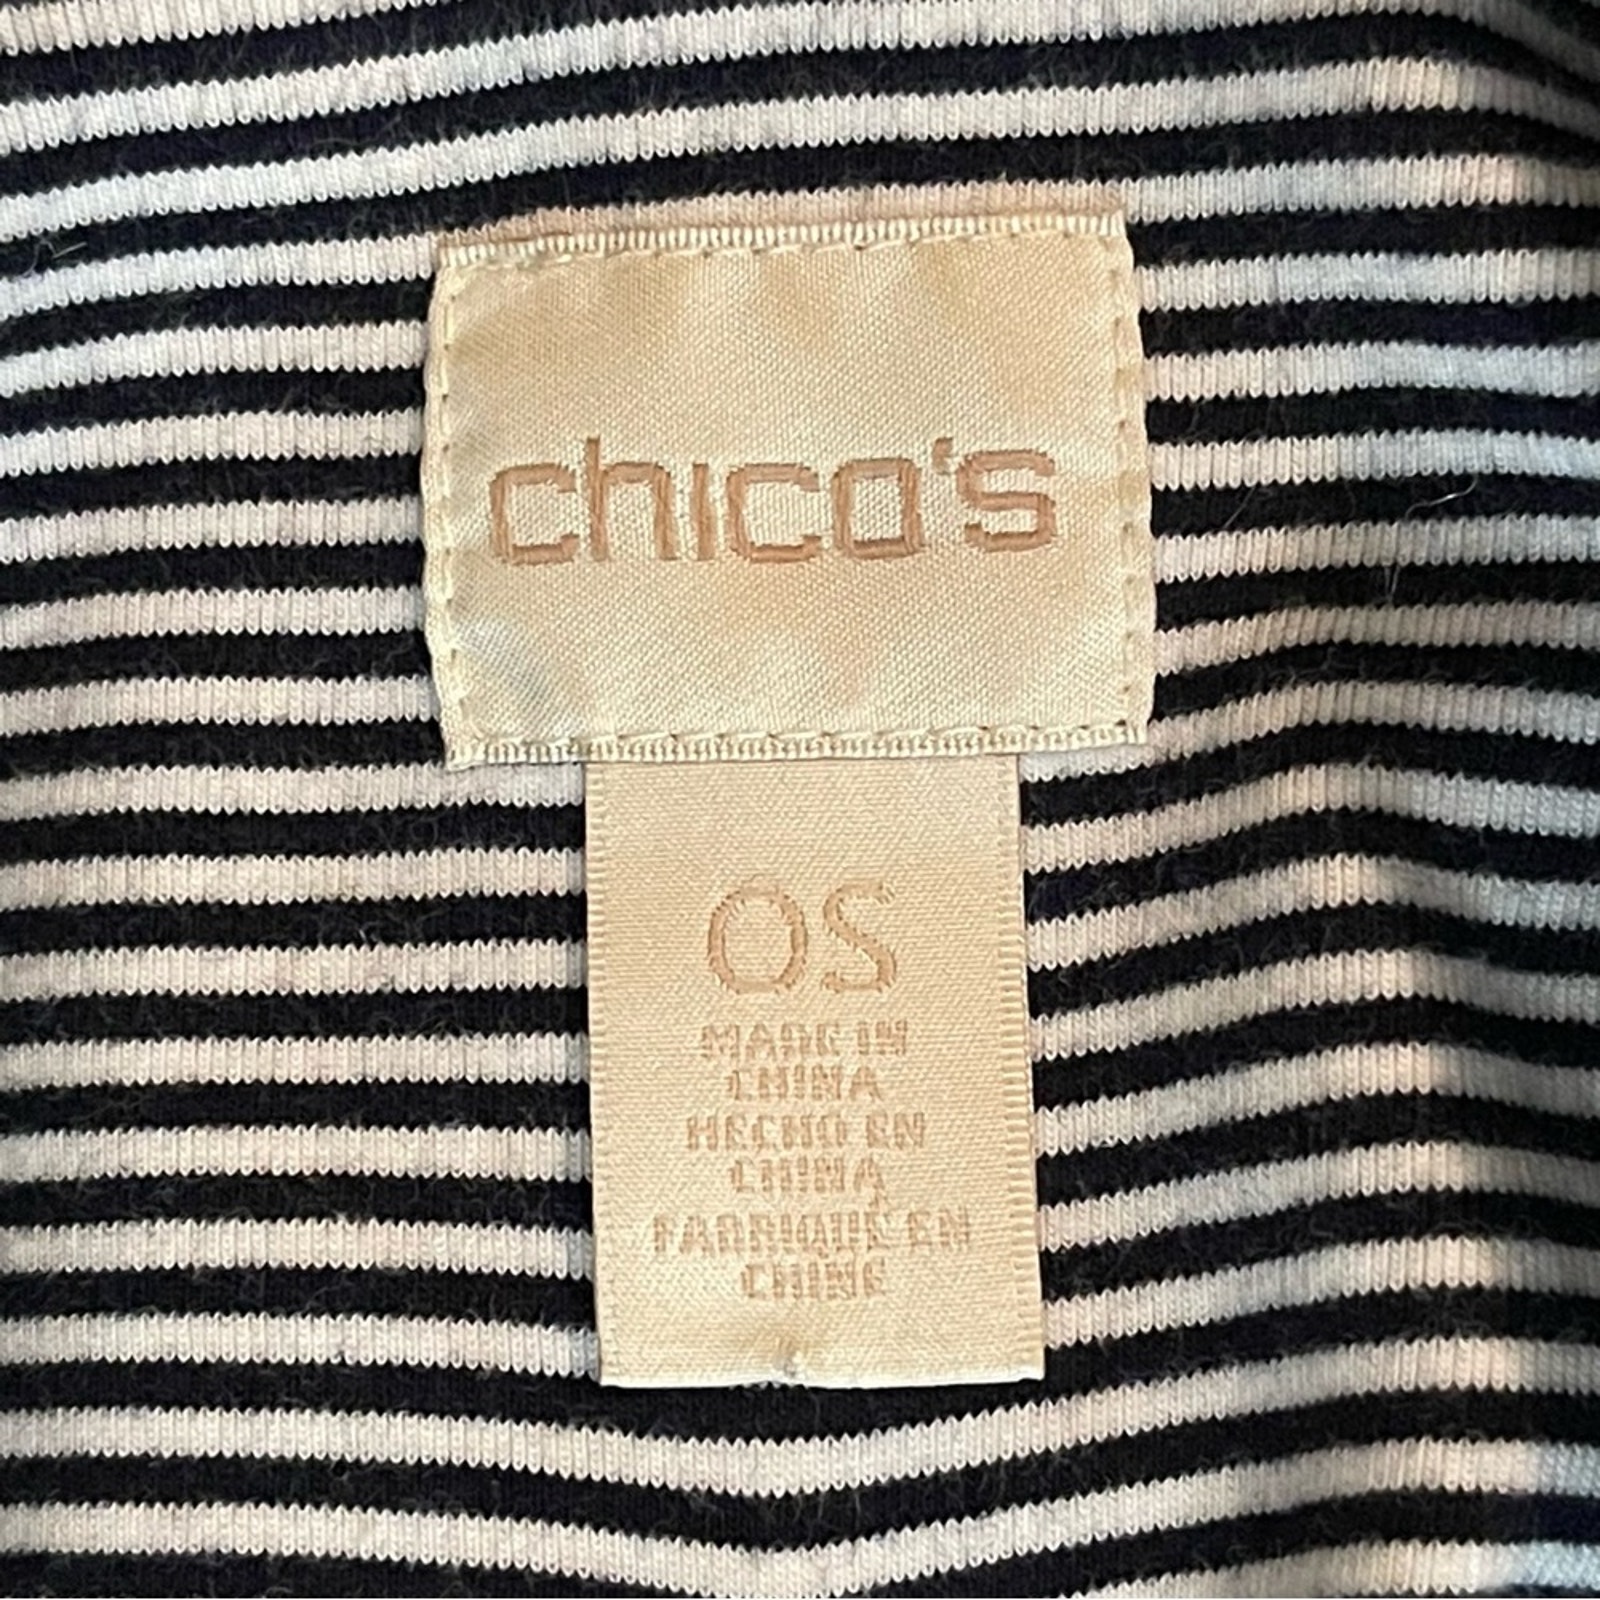 chico's
OS
MADE IN
CHINA
HECHO EN
CHINA
FABRIQUÉ EN
CHINE